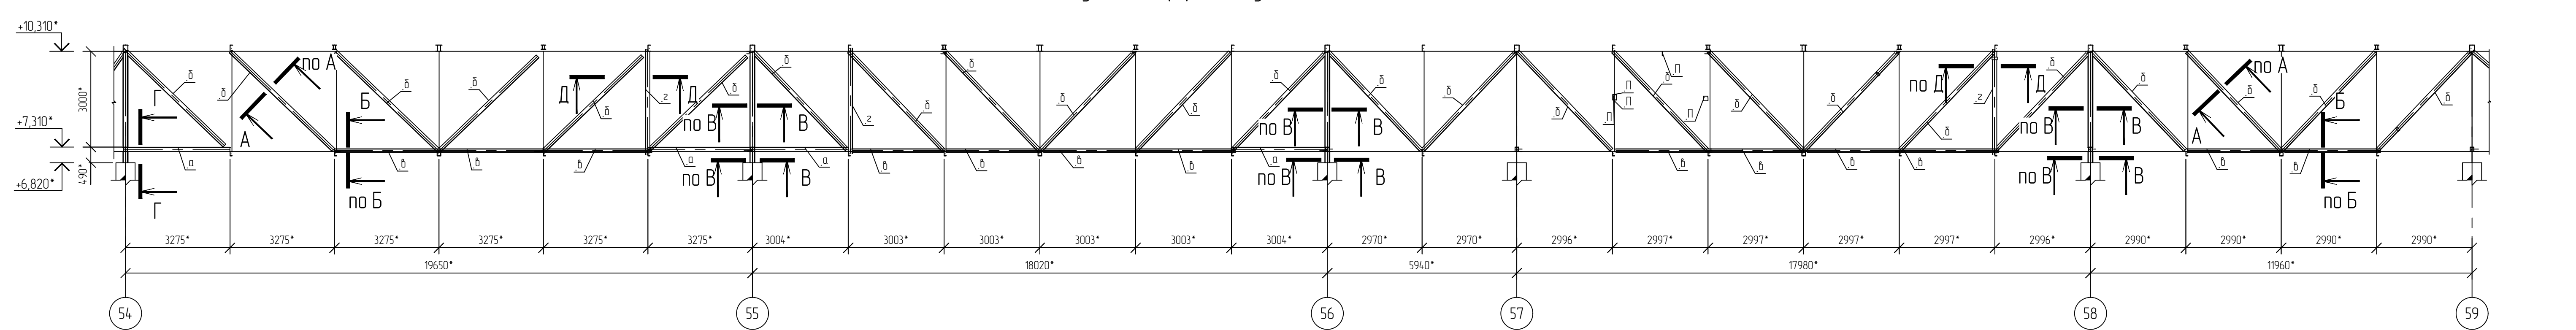 +10,310*
+7,310*
+6,820*
3000*
490*
Г
Г
А
по А
Б
по Б
Д
Д
по В
В
по В
В
по В
В
по В
В
по Д
Д
по В
В
по В
В
А
по А
Б
по Б
б б б б б г б б б г б б б б б б б б б П П П П б б б б б г б б б б б
а в в в а а в в в в а в в в в в в
3275* 3275* 3275* 3275* 3275* 3275* 3004* 3003* 3003* 3003* 3003* 3004* 2970* 2970* 2996* 2997* 2997* 2997* 2997* 2996* 2990* 2990* 2990* 2990*
19650* 18020* 5940* 17980* 11960*
54 55 56 57 58 59